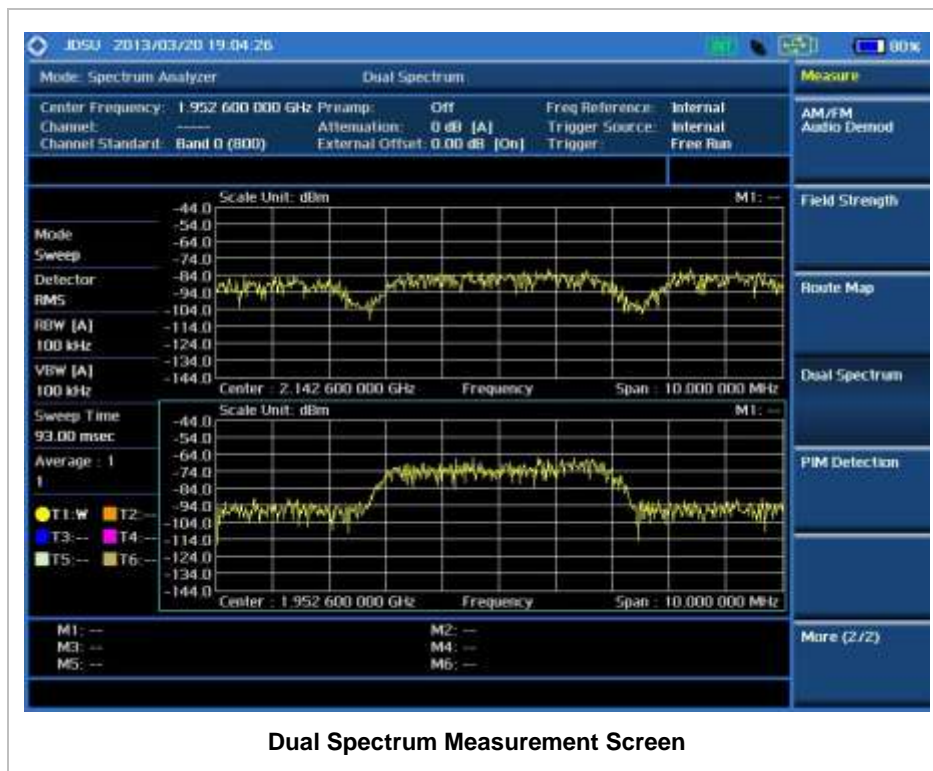 JDSU 2013/03/20 19:04:26
INT
80%
Mode: Spectrum Analyzer Dual Spectrum
Measure
Center Frequency: 1.952 600 000 GHz Preamp: Off Freq Reference: Internal
Channel: ----- Attenuation: 0 dB [A] Trigger Source: Internal
Channel Standard: Band 0 (800) External Offset: 0.00 dB [On] Trigger: Free Run
AM/FM
Audio Demod
Field Strength
Route Map
Dual Spectrum
PIM Detection
More (2/2)
Mode
Sweep
Detector
RMS
RBW [A]
100 kHz
VBW [A]
100 kHz
Sweep Time
93.00 msec
Average : 1
1
T1:W T2:--
T3:-- T4:--
T5:-- T6:--
Scale Unit: dBm M1: --
-44.0
-54.0
-64.0
-74.0
-84.0
-94.0
-104.0
-114.0
-124.0
-134.0
-144.0
Center : 2.142 600 000 GHz Frequency Span : 10.000 000 MHz
Scale Unit: dBm M1: --
-44.0
-54.0
-64.0
-74.0
-84.0
-94.0
-104.0
-114.0
-124.0
-134.0
-144.0
Center : 1.952 600 000 GHz Frequency Span : 10.000 000 MHz
M1: -- M2: --
M3: -- M4: --
M5: -- M6: --
Dual Spectrum Measurement Screen